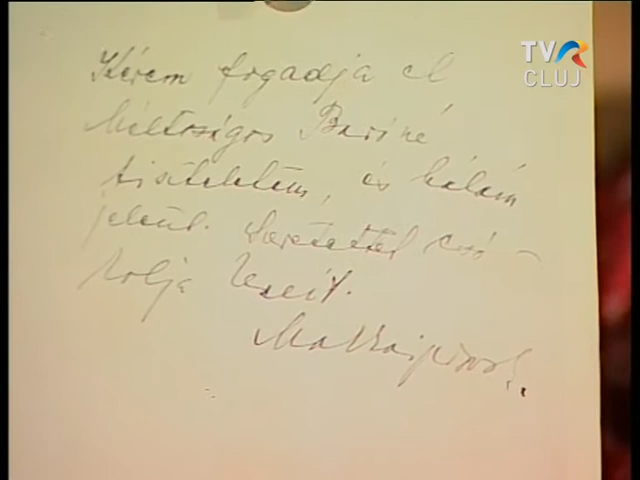 TVR
CLUJ
Kérem fogadja el
Méltóságos Báróné
tiszteletem, és hálám
jeléül. Szeretettel csó-
kolja kezeit.